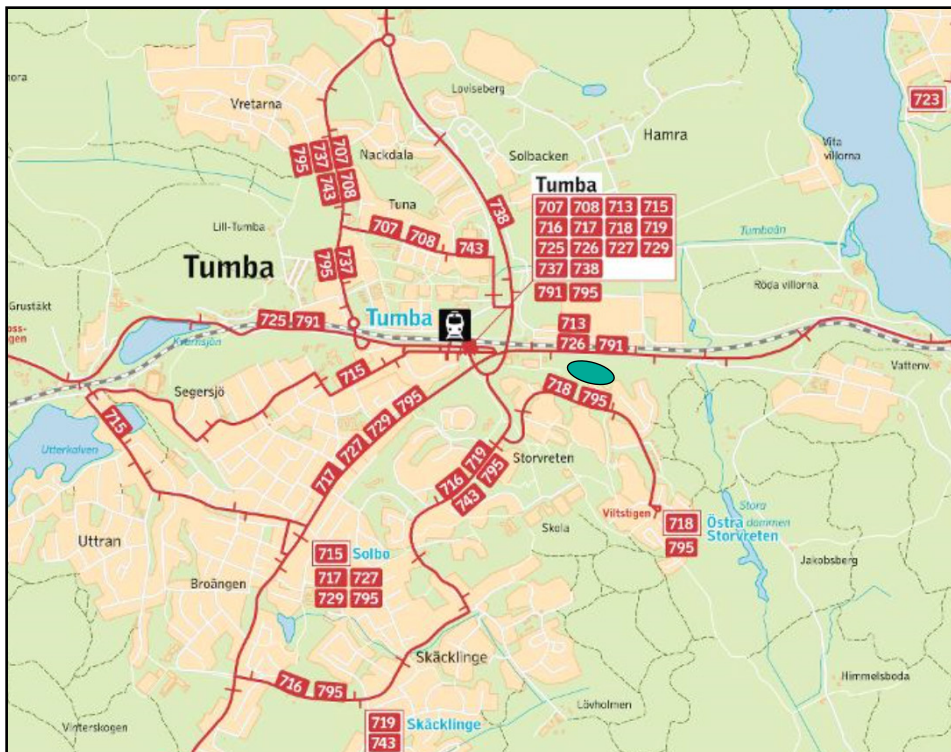 Vretarna
Loviseberg
Hamra
723
Nackdala
Solbacken
Vita
villorna
795 737 743
707 708
Tuna
738
Tumba
707 708 713 715
716 717 718 719
725 726 727 729
737 738
791 795
Lill-Tumba
707 708 743
Tumbaån
Tumba
795 737
Röda villorna
Grustäkt
Tumba
725 791
713
726 791
Kvarnsjön
Vattenv.
Segersjö
715
718 795
715
717 727 729 795
Utterkalven
Storvreten
716 719
743 795
Viltstigen
718
795
Östra
Storvreten
Stora
dammen
Skola
Uttran
715
Solbo
717 727
729 795
Jakobsberg
Broängen
Skäcklinge
716 795
Himmelsboda
Lövholmen
Vinterskogen
719
743
Skäcklinge